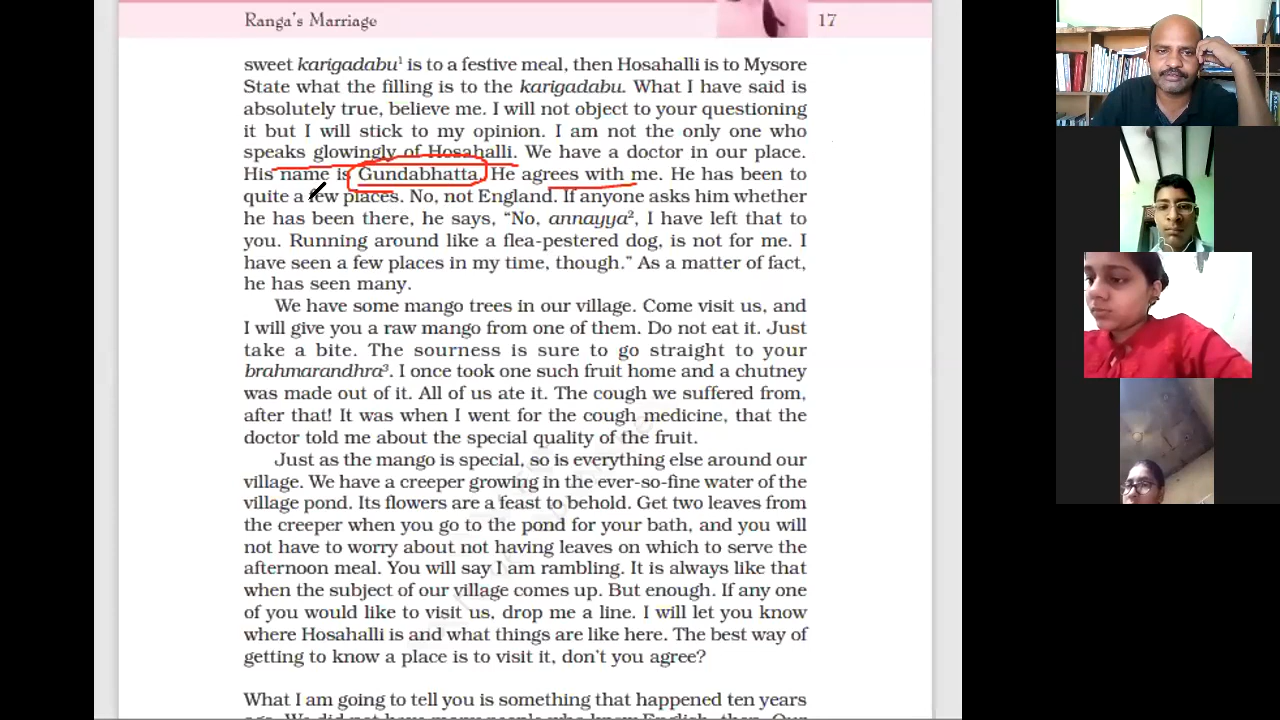 Ranga's Marriage 17
sweet karigadabu¹ is to a festive meal, then Hosahalli is to Mysore
State what the filling is to the karigadabu. What I have said is
absolutely true, believe me. I will not object to your questioning
it but I will stick to my opinion. I am not the only one who
speaks glowingly of Hosahalli. We have a doctor in our place.
His name is Gundabhatta. He agrees with me. He has been to
quite a few places. No, not England. If anyone asks him whether
he has been there, he says, “No, annayya², I have left that to
you. Running around like a flea-pestered dog, is not for me. I
have seen a few places in my time, though.” As a matter of fact,
he has seen many.
We have some mango trees in our village. Come visit us, and
I will give you a raw mango from one of them. Do not eat it. Just
take a bite. The sourness is sure to go straight to your
brahmarandhra³. I once took one such fruit home and a chutney
was made out of it. All of us ate it. The cough we suffered from,
after that! It was when I went for the cough medicine, that the
doctor told me about the special quality of the fruit.
Just as the mango is special, so is everything else around our
village. We have a creeper growing in the ever-so-fine water of the
village pond. Its flowers are a feast to behold. Get two leaves from
the creeper when you go to the pond for your bath, and you will
not have to worry about not having leaves on which to serve the
afternoon meal. You will say I am rambling. It is always like that
when the subject of our village comes up. But enough. If any one
of you would like to visit us, drop me a line. I will let you know
where Hosahalli is and what things are like here. The best way of
getting to know a place is to visit it, don't you agree?
What I am going to tell you is something that happened ten years
ago. We did not have many people who knew English, then. Our